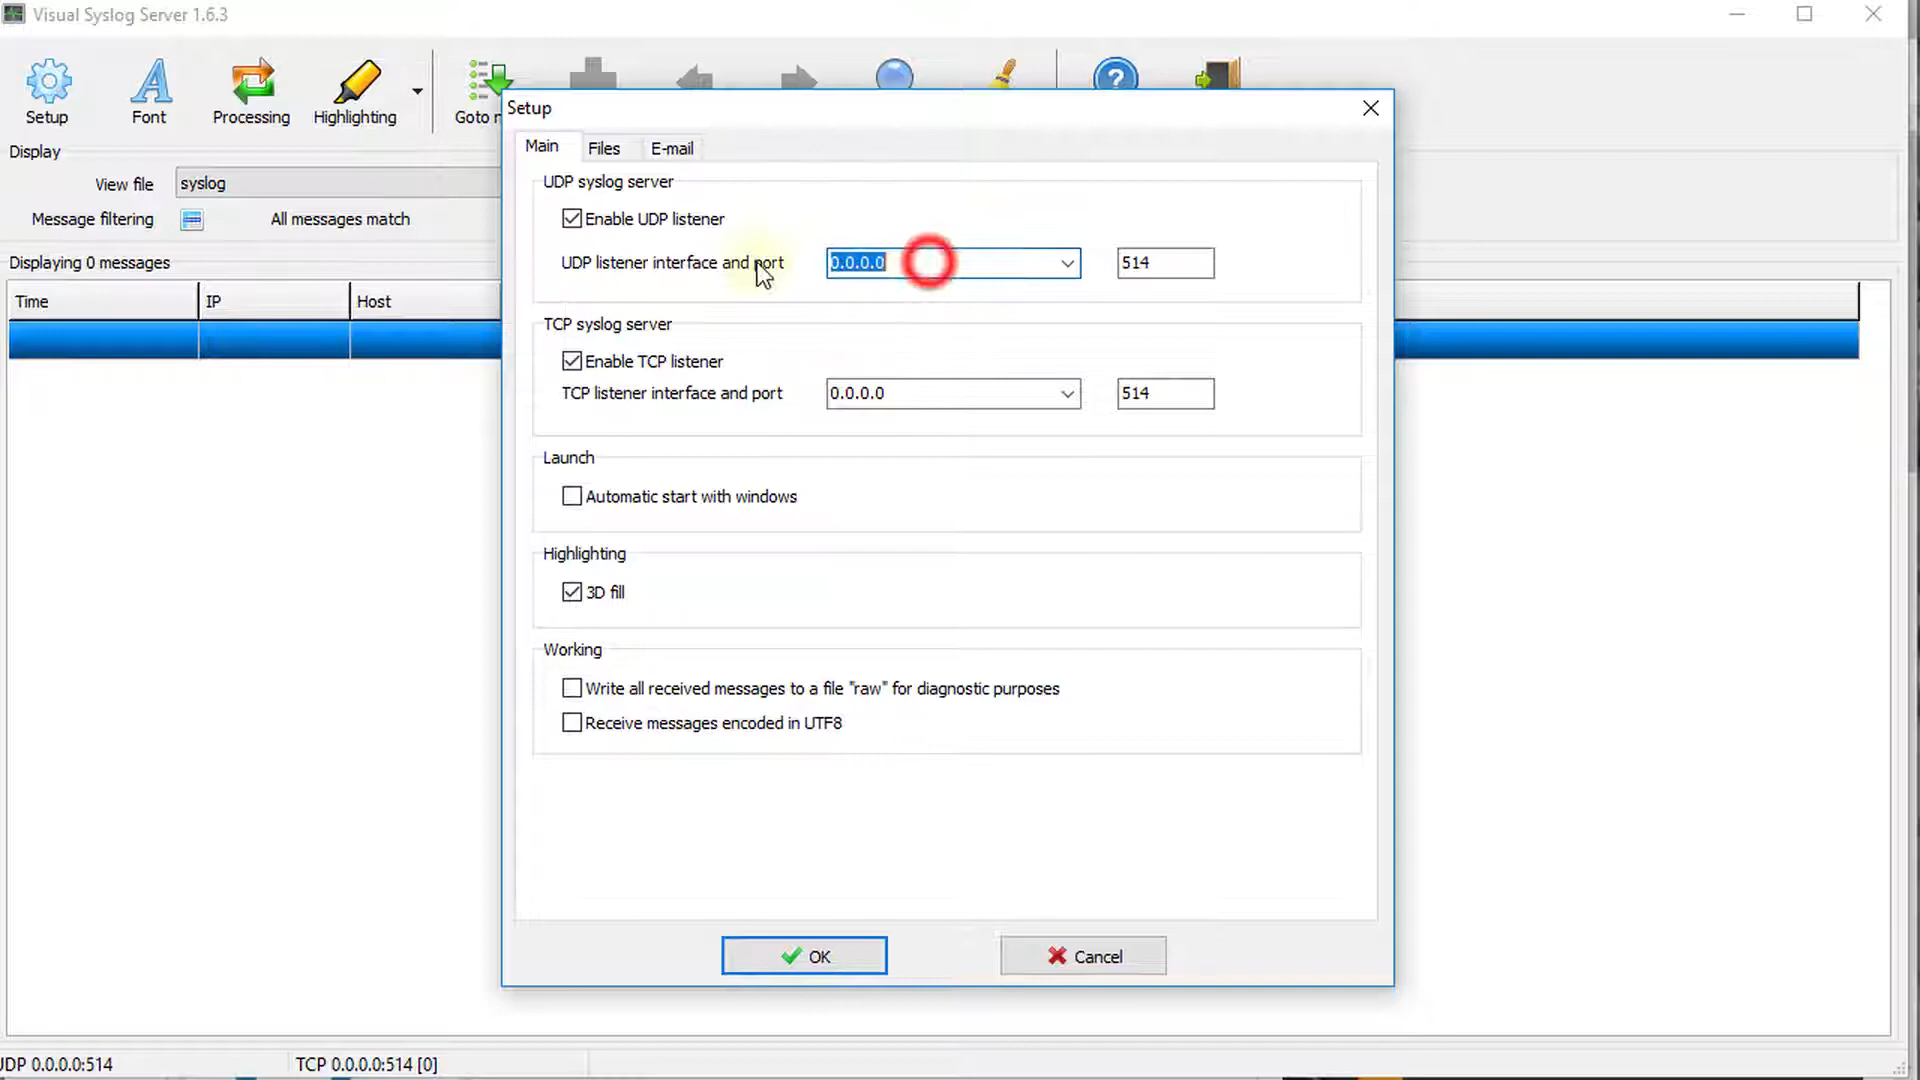 Visual Syslog Server 1.6.3
Setup
Font
Processing
Highlighting
Goto n
Display
View file
syslog
Message filtering
All messages match
Displaying 0 messages
Time
IP
Host
Setup
Main
Files
E-mail
UDP syslog server
Enable UDP listener
UDP listener interface and port
0.0.0.0
514
TCP syslog server
Enable TCP listener
TCP listener interface and port
0.0.0.0
514
Launch
Automatic start with windows
Highlighting
3D fill
Working
Write all received messages to a file "raw" for diagnostic purposes
Receive messages encoded in UTF8
OK
Cancel
UDP 0.0.0.0:514
TCP 0.0.0.0:514 [0]